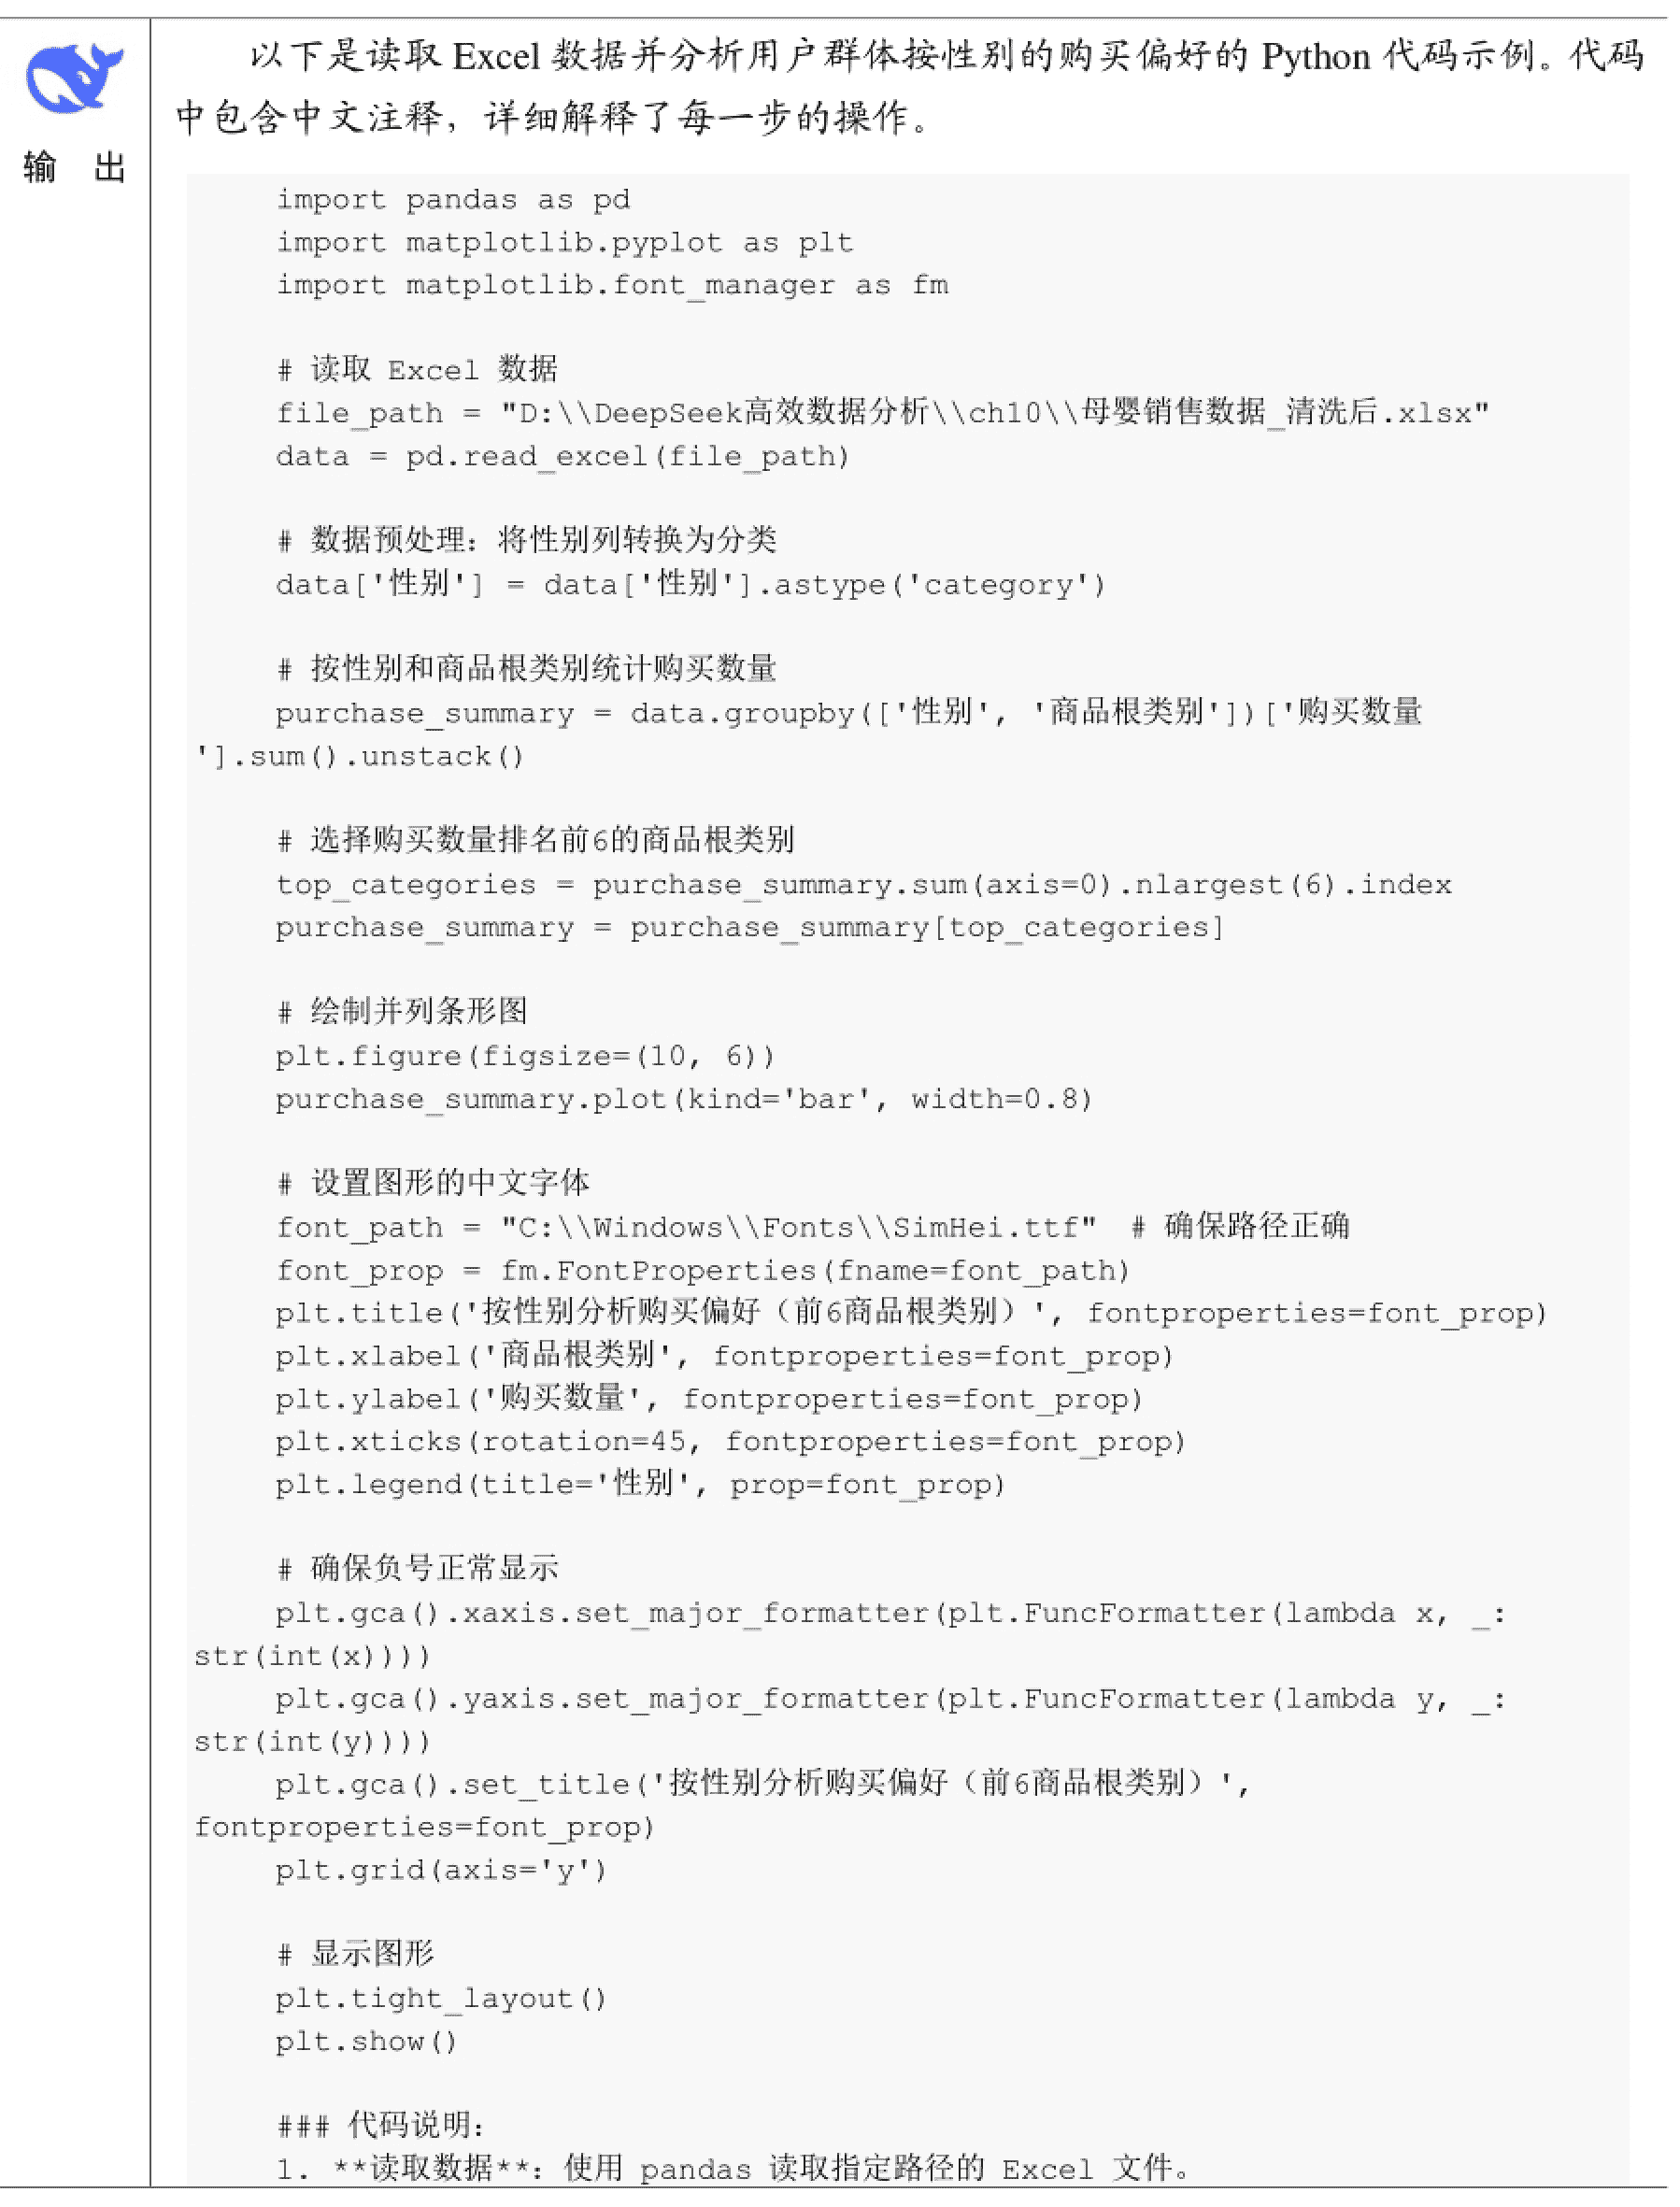 输 出
以下是读取 Excel 数据并分析用户群体按性别的购买偏好的 Python 代码示例。代码
中包含中文注释，详细解释了每一步的操作。
import pandas as pd
import matplotlib.pyplot as plt
import matplotlib.font_manager as fm
# 读取 Excel 数据
file_path = "D:\\DeepSeek高效数据分析\\ch10\\母婴销售数据_清洗后.xlsx"
data = pd.read_excel(file_path)
# 数据预处理：将性别列转换为分类
data['性别'] = data['性别'].astype('category')
# 按性别和商品根类别统计购买数量
purchase_summary = data.groupby(['性别', '商品根类别'])['购买数量
'].sum().unstack()
# 选择购买数量排名前6的商品根类别
top_categories = purchase_summary.sum(axis=0).nlargest(6).index
purchase_summary = purchase_summary[top_categories]
# 绘制并列条形图
plt.figure(figsize=(10, 6))
purchase_summary.plot(kind='bar', width=0.8)
# 设置图形的中文字体
font_path = "C:\\Windows\\Fonts\\SimHei.ttf"  # 确保路径正确
font_prop = fm.FontProperties(fname=font_path)
plt.title('按性别分析购买偏好（前6商品根类别）', fontproperties=font_prop)
plt.xlabel('商品根类别', fontproperties=font_prop)
plt.ylabel('购买数量', fontproperties=font_prop)
plt.xticks(rotation=45, fontproperties=font_prop)
plt.legend(title='性别', prop=font_prop)
# 确保负号正常显示
plt.gca().xaxis.set_major_formatter(plt.FuncFormatter(lambda x, _:
str(int(x))))
plt.gca().yaxis.set_major_formatter(plt.FuncFormatter(lambda y, _:
str(int(y))))
plt.gca().set_title('按性别分析购买偏好（前6商品根类别）',
fontproperties=font_prop)
plt.grid(axis='y')
# 显示图形
plt.tight_layout()
plt.show()
### 代码说明：
1. **读取数据**：使用 pandas 读取指定路径的 Excel 文件。